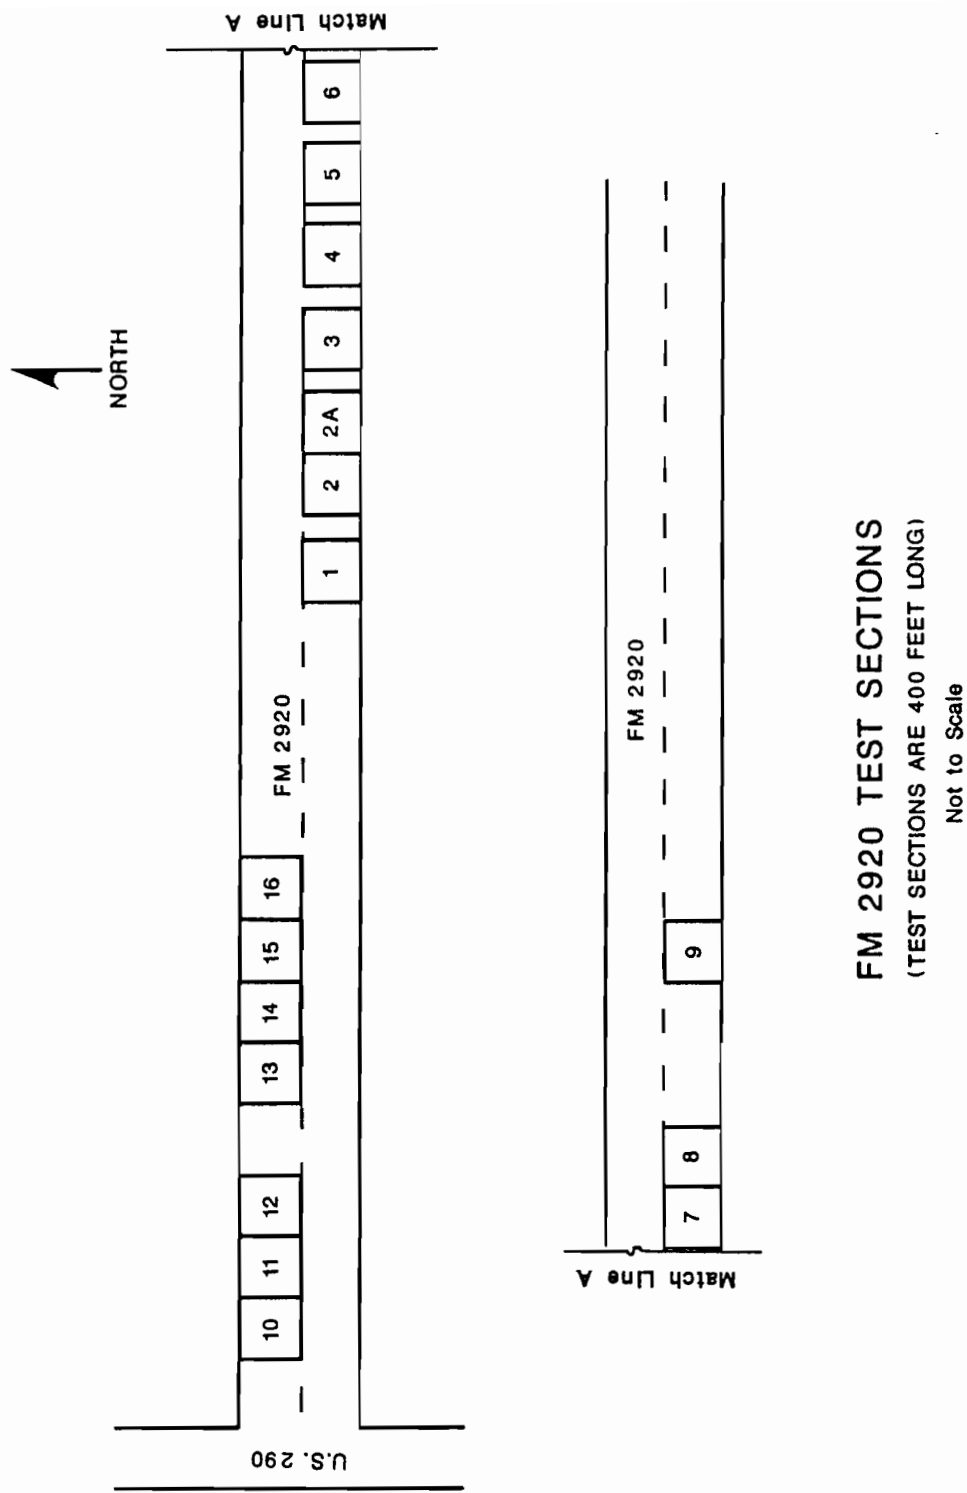 NORTH
Match Line A
6
5
4
3
2A
2
1
FM 2920
16
15
14
13
12
11
10
U.S. 290
FM 2920
9
8
7
Match Line A
FM 2920 TEST SECTIONS
(TEST SECTIONS ARE 400 FEET LONG)
Not to Scale